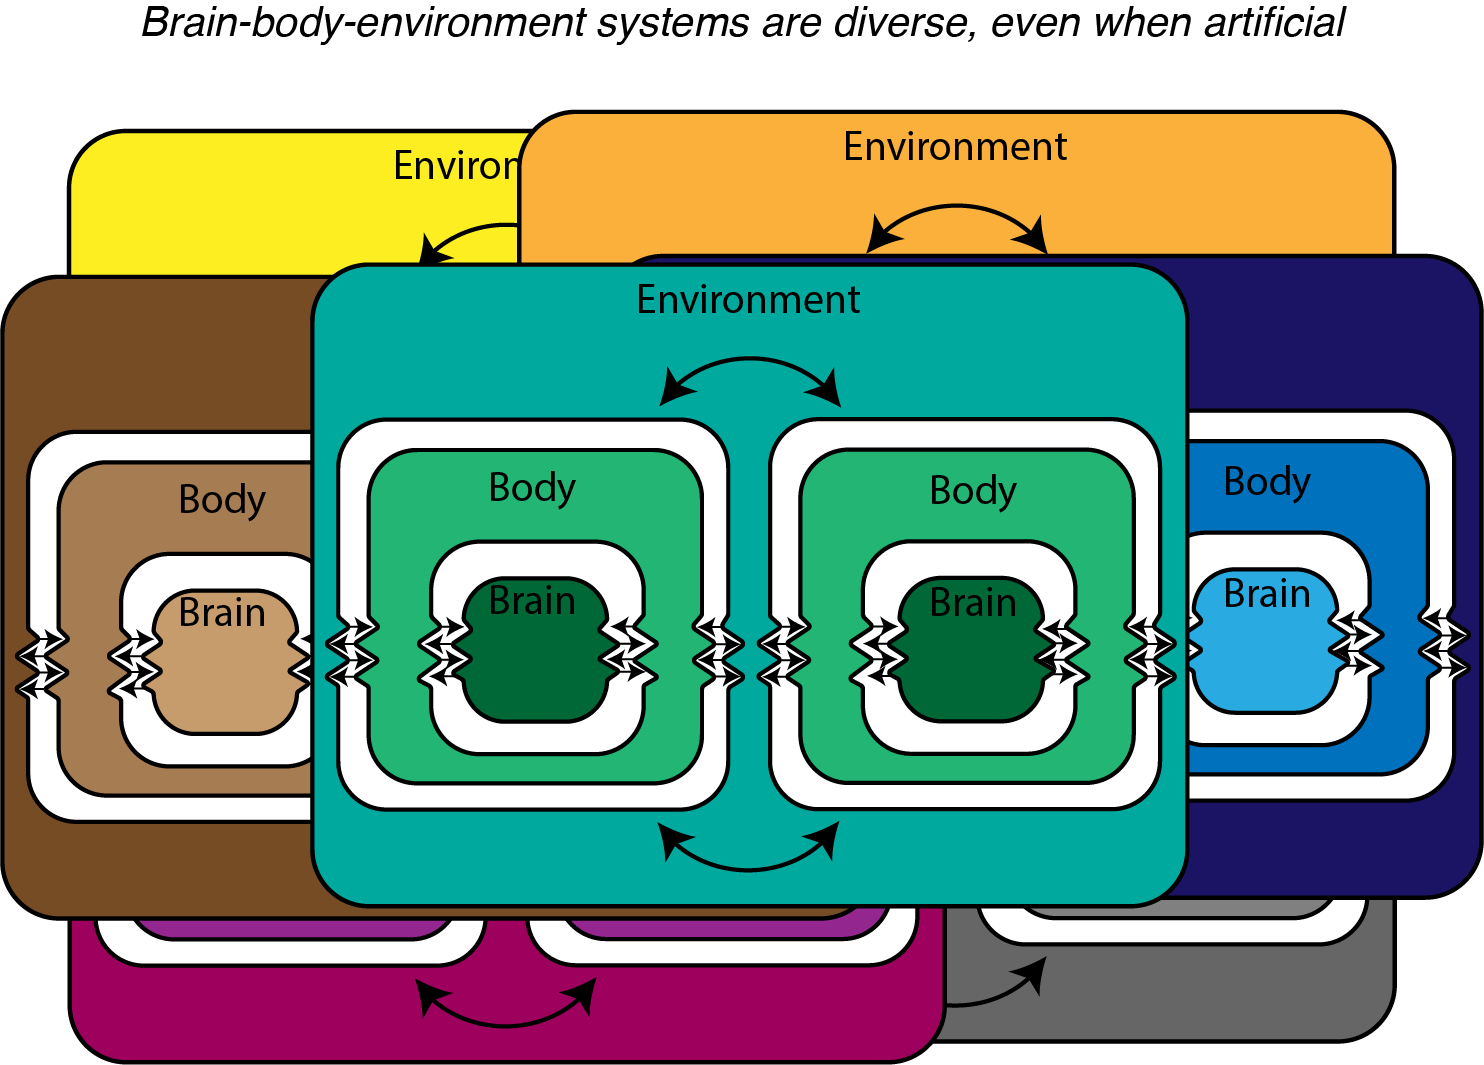 Brain-body-environment systems are diverse, even when artificial
Environ
Environment
Environment
Body
Body
Body
Body
Brain
Brain
Brain
Brain